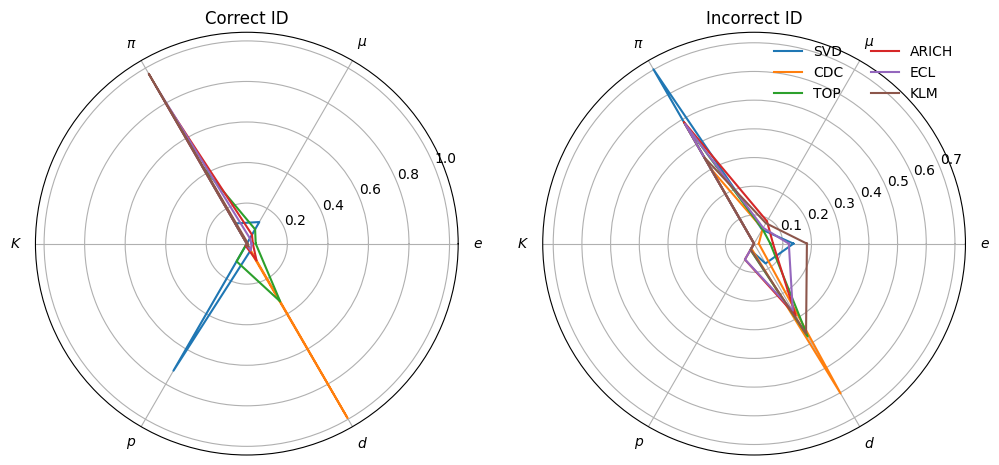 Correct ID
π
μ
K
e
p
d
0.2
0.4
0.6
0.8
1.0
Incorrect ID
π
μ
K
e
p
d
0.1
0.2
0.3
0.4
0.5
0.6
0.7
SVD
CDC
TOP
ARICH
ECL
KLM